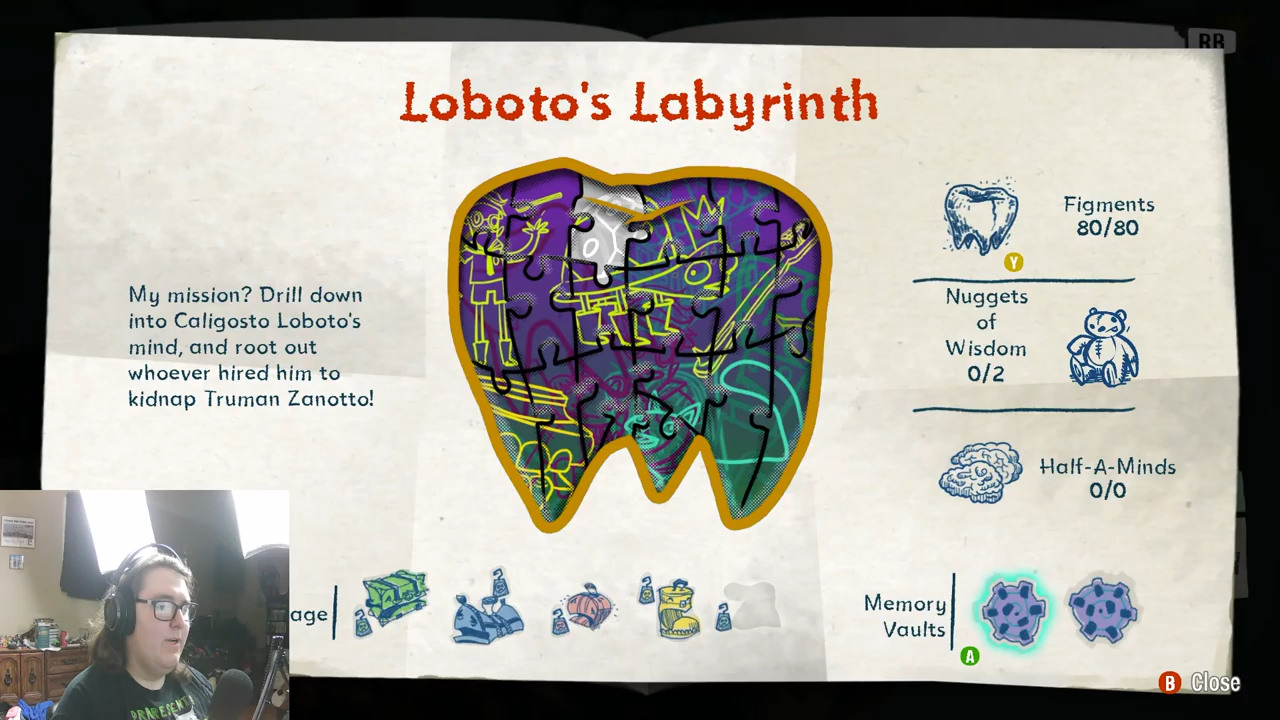 RB
Loboto's Labyrinth
My mission? Drill down
into Caligosto Loboto's
mind, and root out
whoever hired him to
kidnap Truman Zanotto!
Figments
80/80
Y
Nuggets
of
Wisdom
0/2
Half-A-Minds
0/0
age
Memory
Vaults
A
B Close